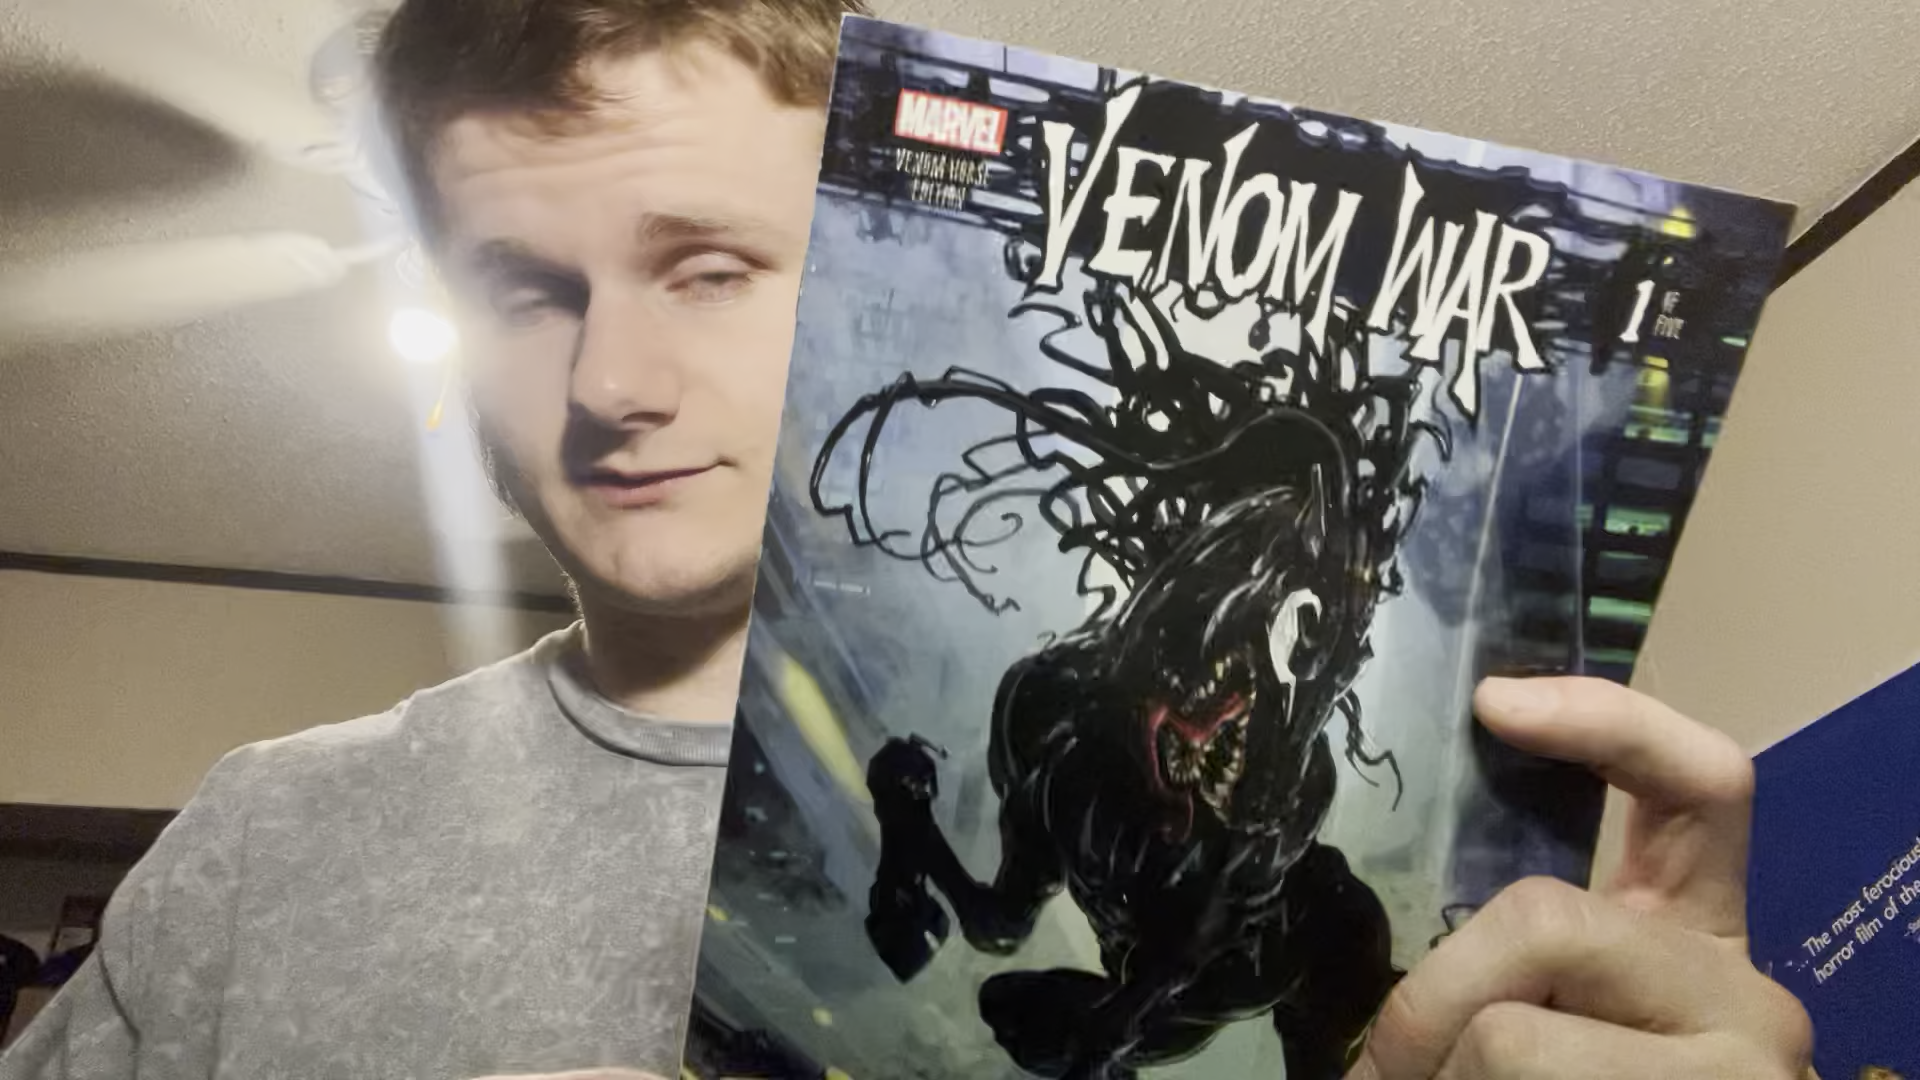 MARVEL
VENOM WAR
VENOMVERSE
EDITION
1
OF
FIVE
The most ferocious
horror film of the